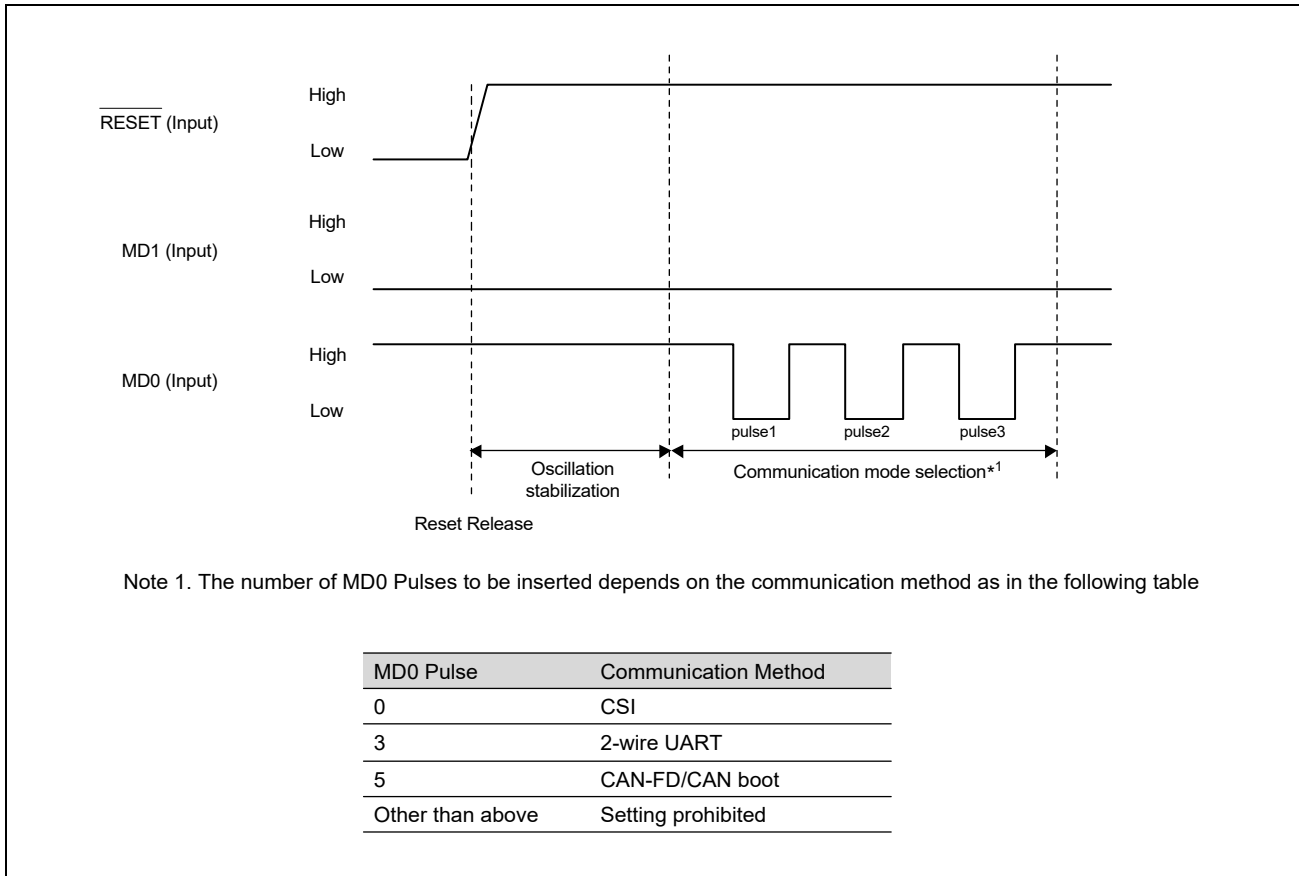 High
RESET (Input)
Low
High
MD1 (Input)
Low
High
MD0 (Input)
Low
pulse1 pulse2 pulse3
Oscillation
stabilization
Communication mode selection*1
Reset Release
Note 1. The number of MD0 Pulses to be inserted depends on the communication method as in the following table
MD0 Pulse Communication Method
0 CSI
3 2-wire UART
5 CAN-FD/CAN boot
Other than above Setting prohibited